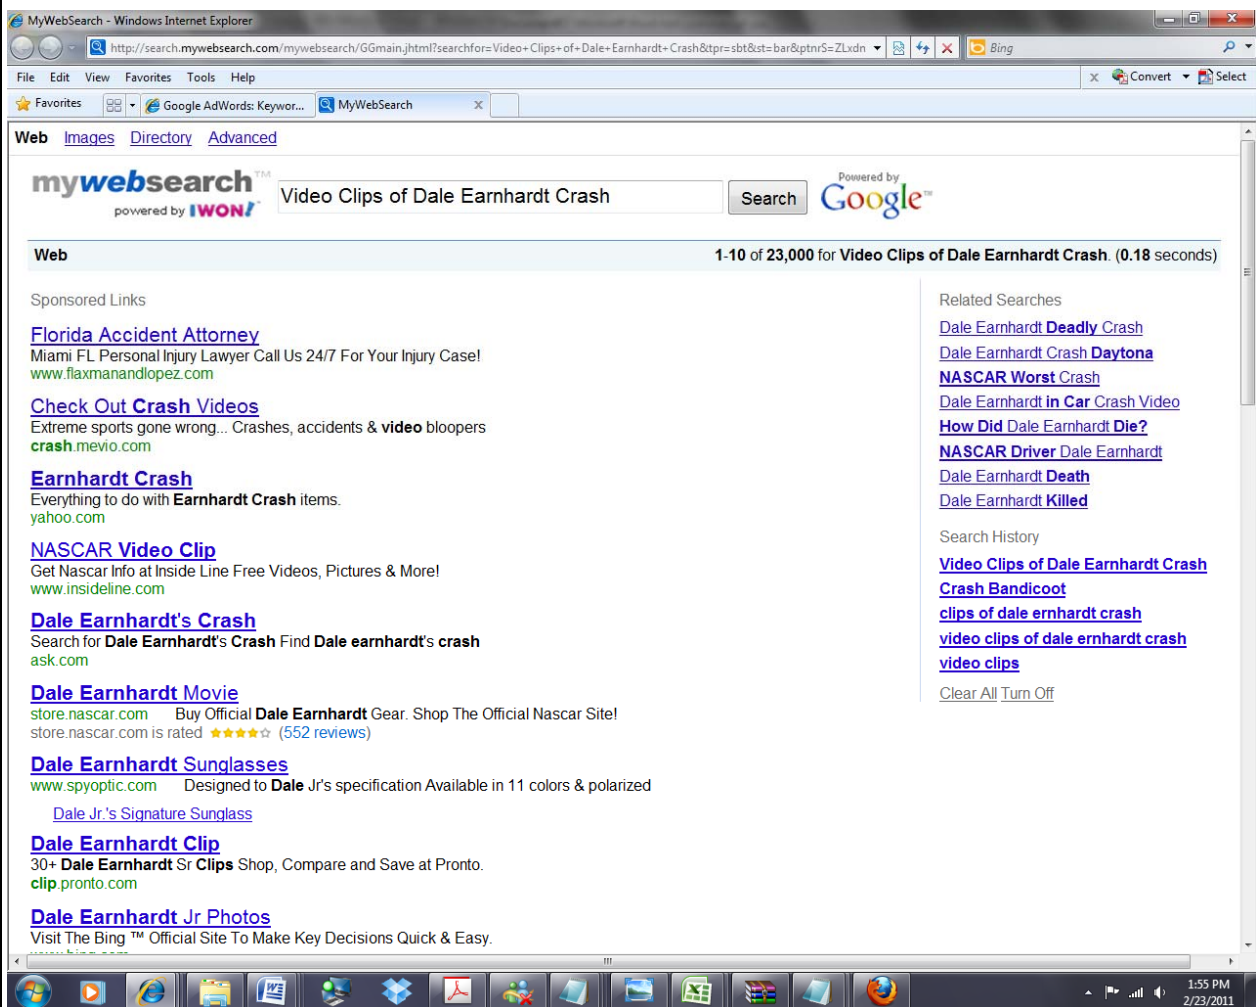 MyWebSearch - Windows Internet Explorer
http://search.mywebsearch.com/mywebsearch/GGmain.jhtml?searchfor=Video+Clips+of+Dale+Earnhardt+Crash&tpr=sbt&st=bar&ptnrS=ZLxdn
Bing
File Edit View Favorites Tools Help
x Convert Select
Favorites
Google AdWords: Keywor...
MyWebSearch x
Web Images Directory Advanced
mywebsearch™
powered by IWON!
Video Clips of Dale Earnhardt Crash
Search
Powered by
Google™
Web
1-10 of 23,000 for Video Clips of Dale Earnhardt Crash. (0.18 seconds)
Sponsored Links
Florida Accident Attorney
Miami FL Personal Injury Lawyer Call Us 24/7 For Your Injury Case!
www.flaxmanandlopez.com
Check Out Crash Videos
Extreme sports gone wrong... Crashes, accidents & video bloopers
crash.mevio.com
Earnhardt Crash
Everything to do with Earnhardt Crash items.
yahoo.com
NASCAR Video Clip
Get Nascar Info at Inside Line Free Videos, Pictures & More!
www.insideline.com
Dale Earnhardt's Crash
Search for Dale Earnhardt's Crash Find Dale earnhardt's crash
ask.com
Dale Earnhardt Movie
store.nascar.com Buy Official Dale Earnhardt Gear. Shop The Official Nascar Site!
store.nascar.com is rated (552 reviews)
Dale Earnhardt Sunglasses
www.spyoptic.com Designed to Dale Jr's specification Available in 11 colors & polarized
Dale Jr.'s Signature Sunglass
Dale Earnhardt Clip
30+ Dale Earnhardt Sr Clips Shop, Compare and Save at Pronto.
clip.pronto.com
Dale Earnhardt Jr Photos
Visit The Bing ™ Official Site To Make Key Decisions Quick & Easy.
www.bing.com
Related Searches
Dale Earnhardt Deadly Crash
Dale Earnhardt Crash Daytona
NASCAR Worst Crash
Dale Earnhardt in Car Crash Video
How Did Dale Earnhardt Die?
NASCAR Driver Dale Earnhardt
Dale Earnhardt Death
Dale Earnhardt Killed
Search History
Video Clips of Dale Earnhardt Crash
Crash Bandicoot
clips of dale ernhardt crash
video clips of dale ernhardt crash
video clips
Clear All Turn Off
1:55 PM
2/23/2011